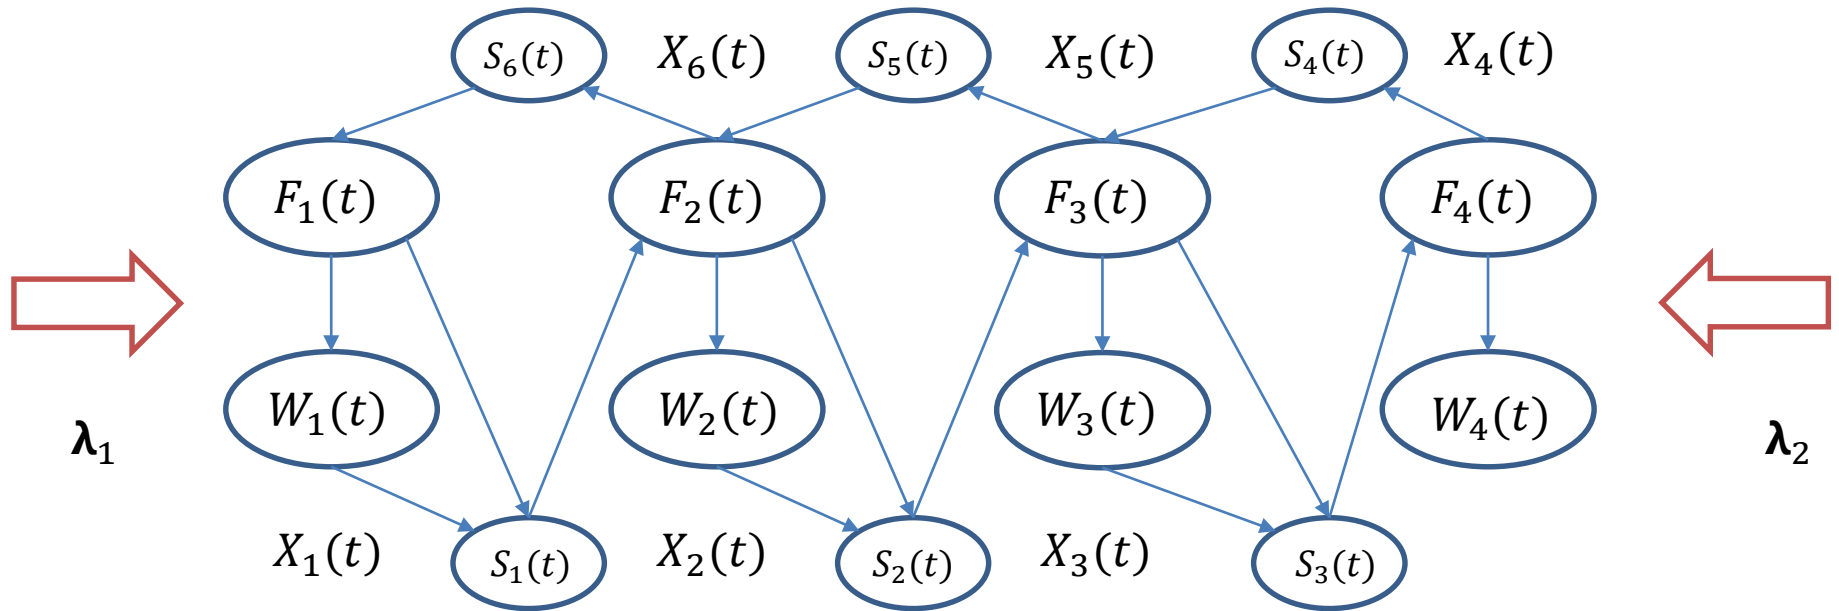 S₆(t) X₆(t) S₅(t) X₅(t) S₄(t) X₄(t)
F₁(t) F₂(t) F₃(t) F₄(t)
W₁(t) W₂(t) W₃(t) W₄(t)
λ₁ λ₂
X₁(t) S₁(t) X₂(t) S₂(t) X₃(t) S₃(t)